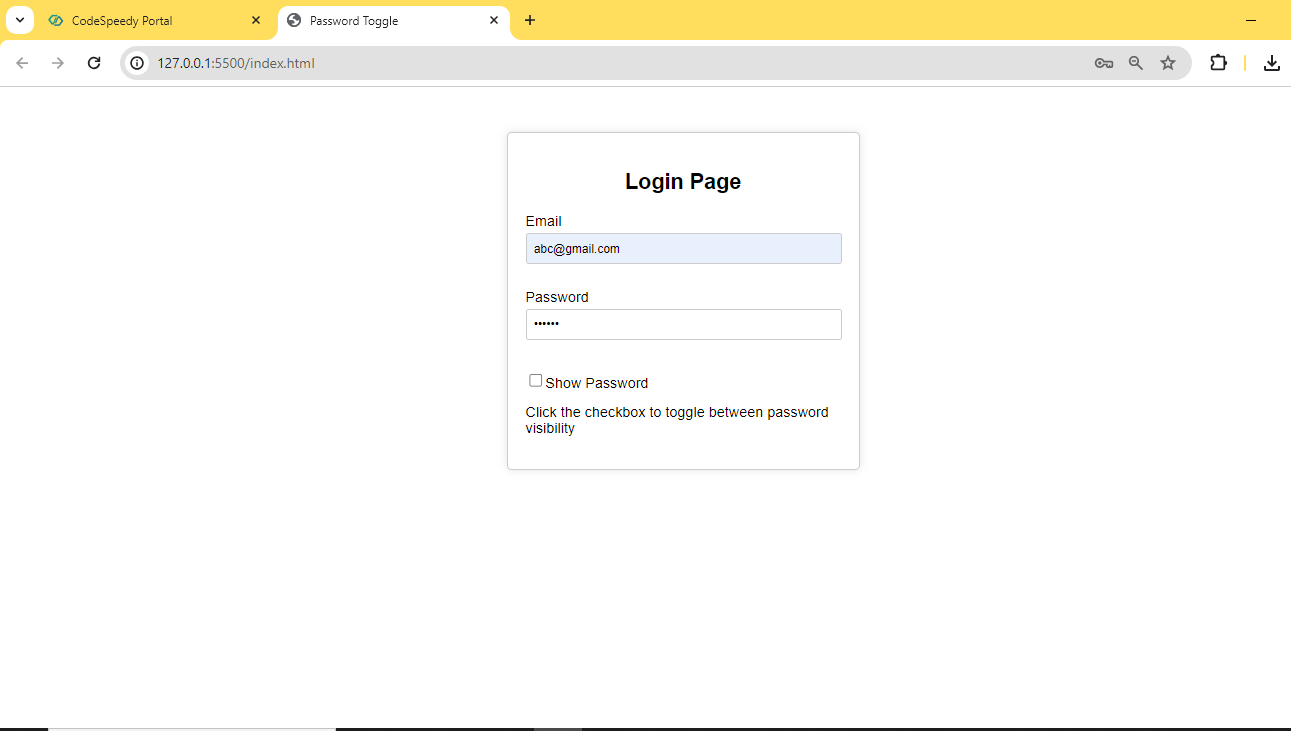 CodeSpeedy Portal
Password Toggle
127.0.0.1:5500/index.html
Login Page
Email
abc@gmail.com
Password
••••••
Show Password
Click the checkbox to toggle between password
visibility